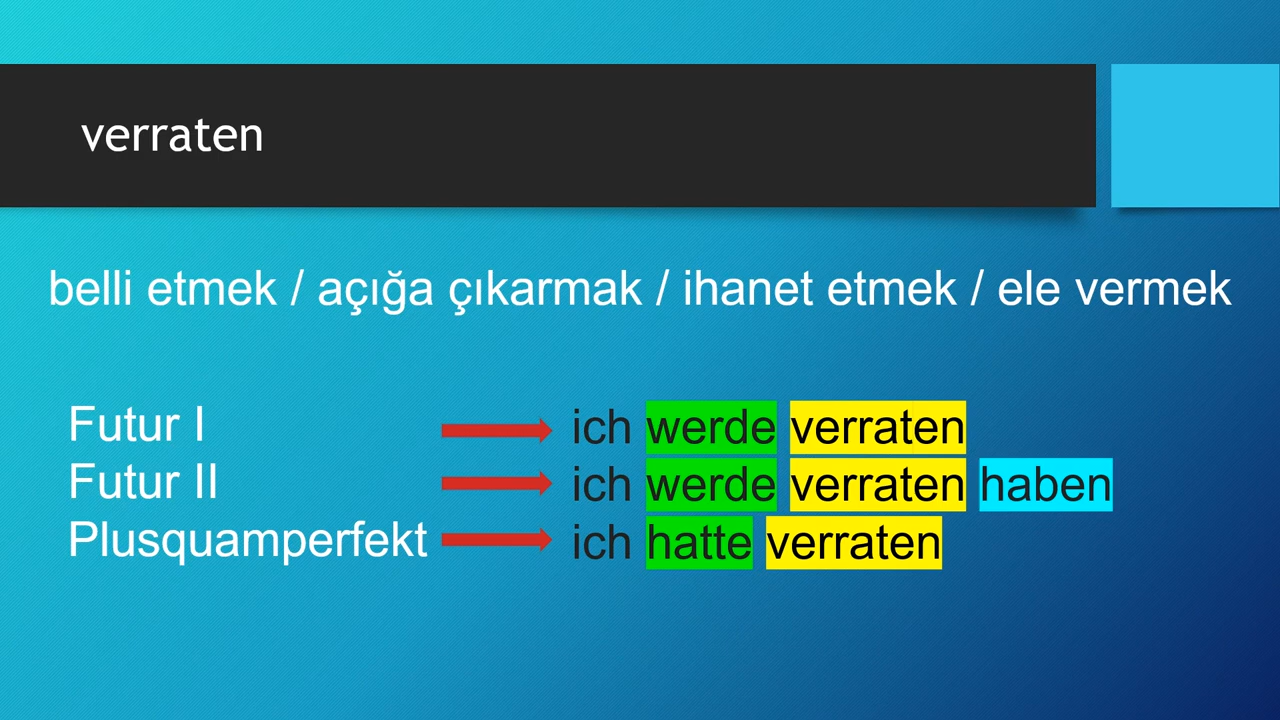 verraten
belli etmek / açığa çıkarmak / ihanet etmek / ele vermek
Futur I ich werde verraten
Futur II ich werde verraten haben
Plusquamperfekt ich hatte verraten